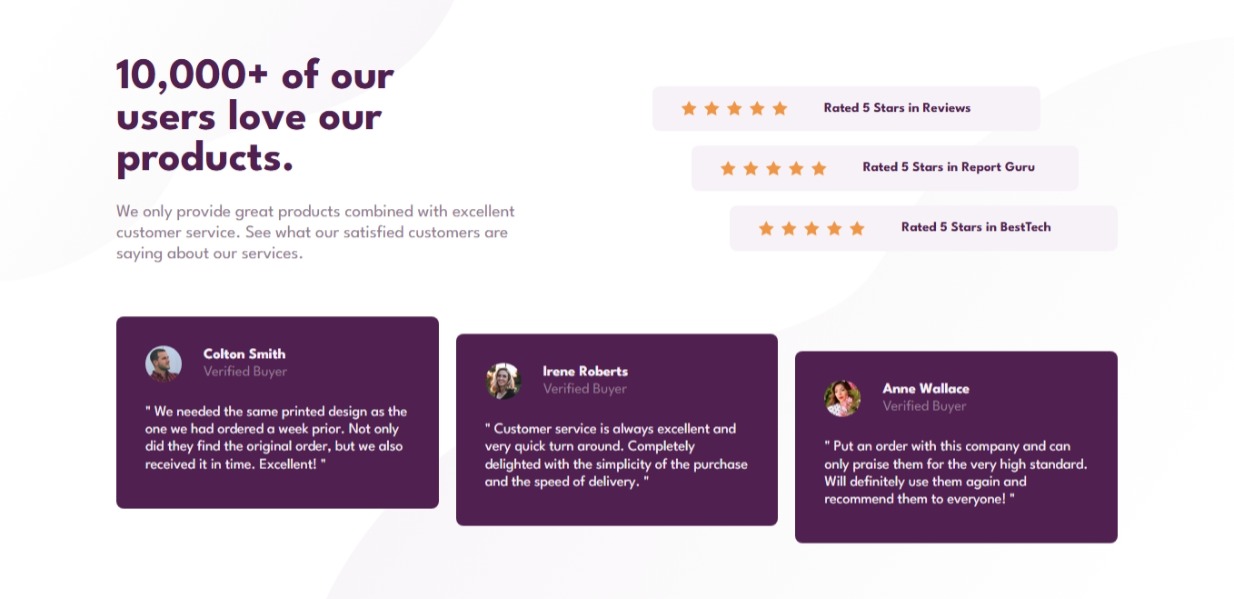 10,000+ of our
users love our
products.
We only provide great products combined with excellent
customer service. See what our satisfied customers are
saying about our services.
Rated 5 Stars in Reviews
Rated 5 Stars in Report Guru
Rated 5 Stars in BestTech
Colton Smith
Verified Buyer
" We needed the same printed design as the
one we had ordered a week prior. Not only
did they find the original order, but we also
received it in time. Excellent! "
Irene Roberts
Verified Buyer
" Customer service is always excellent and
very quick turn around. Completely
delighted with the simplicity of the purchase
and the speed of delivery. "
Anne Wallace
Verified Buyer
" Put an order with this company and can
only praise them for the very high standard.
Will definitely use them again and
recommend them to everyone! "